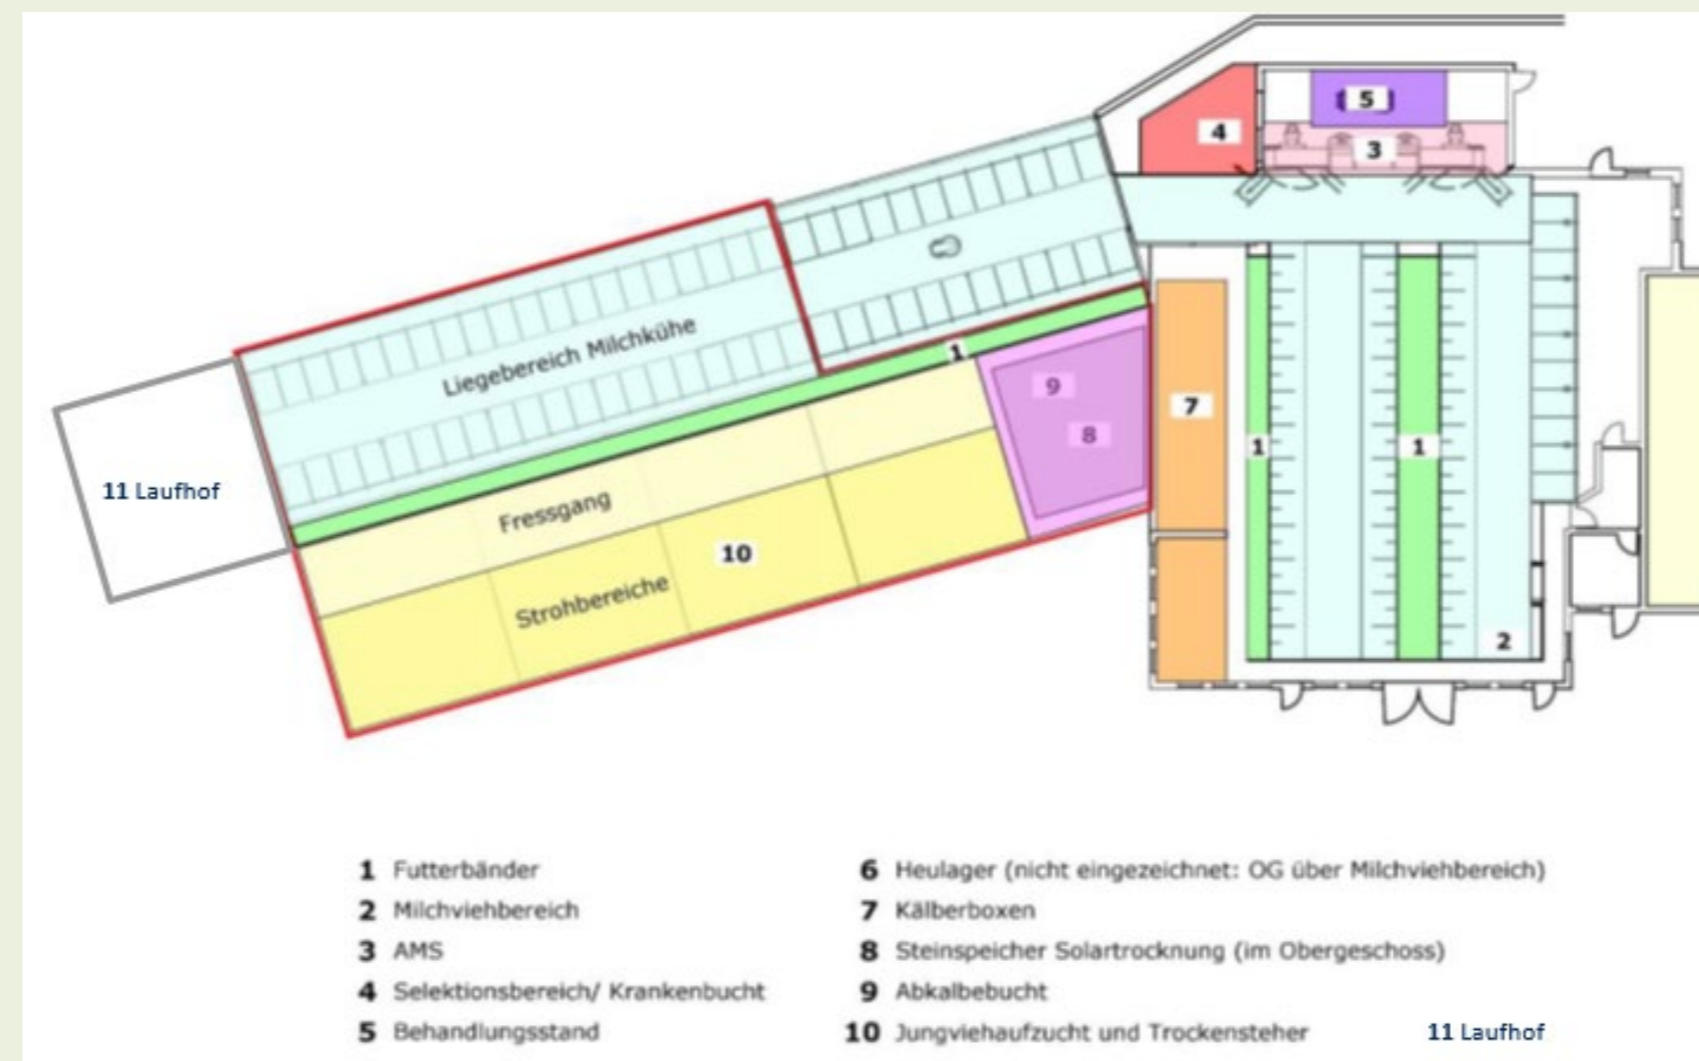 5
4
3
Liegebereich Milchkühe
1
9
8
7
1
1
11 Laufhof
Fressgang
10
Strohbereiche
2
1 Futterbänder
2 Milchviehbereich
3 AMS
4 Selektionsbereich/ Krankenbucht
5 Behandlungsstand
6 Heulager (nicht eingezeichnet: OG über Milchviehbereich)
7 Kälberboxen
8 Steinspeicher Solartrocknung (im Obergeschoss)
9 Abkalbebucht
10 Jungviehaufzucht und Trockensteher
11 Laufhof